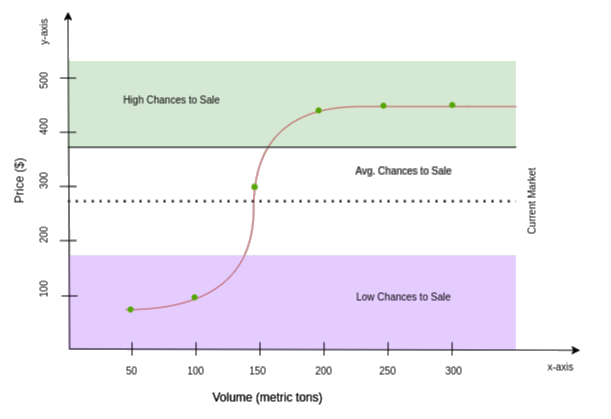 y-axis
500
400
300
200
100
Price ($)
High Chances to Sale
Avg. Chances to Sale
Low Chances to Sale
Current Market
50
100
150
200
250
300
x-axis
Volume (metric tons)